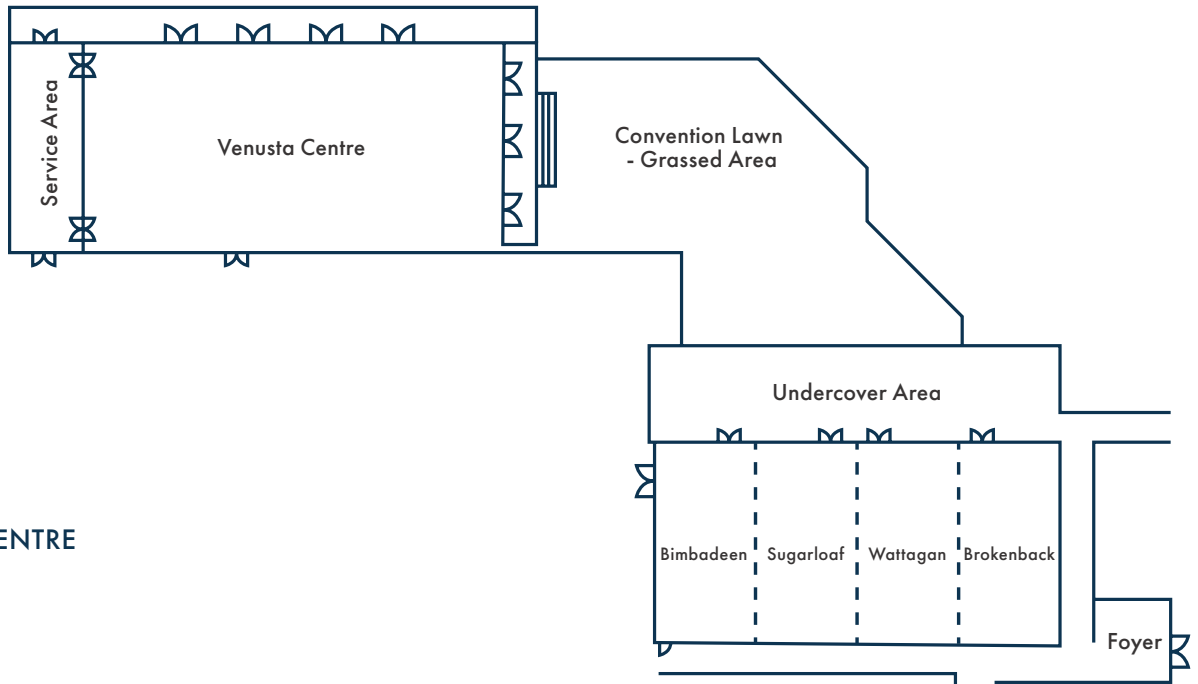 Service Area
Venusta Centre
Convention Lawn
- Grassed Area
Undercover Area
ENTRE
Bimbadeen
Sugarloaf
Wattagan
Brokenback
Foyer